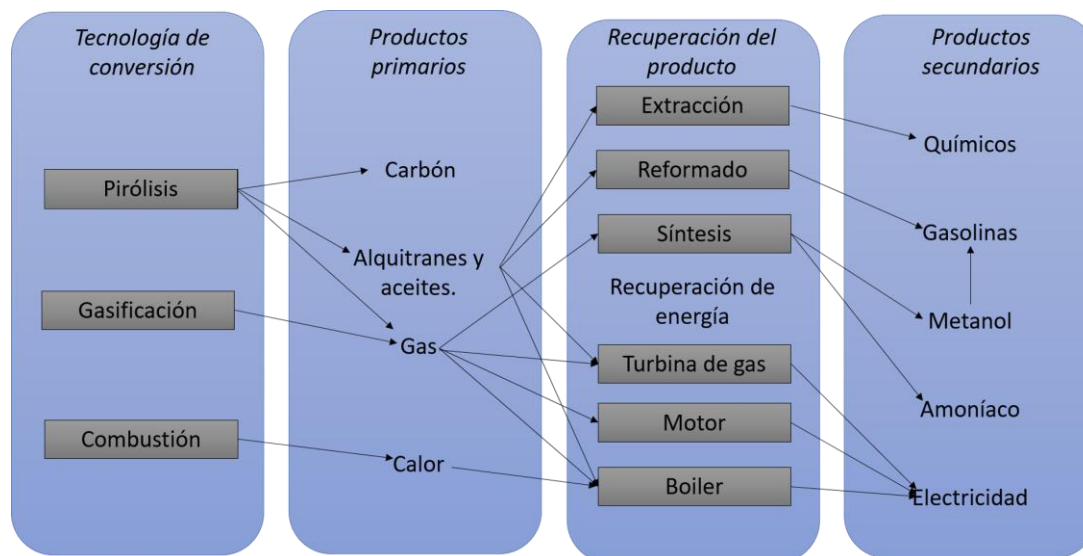 Tecnología de
conversión
Pirólisis
Gasificación
Combustión
Productos
primarios
Carbón
Alquitranes y
aceites.
Gas
Calor
Recuperación del
producto
Extracción
Reformado
Síntesis
Recuperación de
energía
Turbina de gas
Motor
Boiler
Productos
secundarios
Químicos
Gasolinas
Metanol
Amoníaco
Electricidad